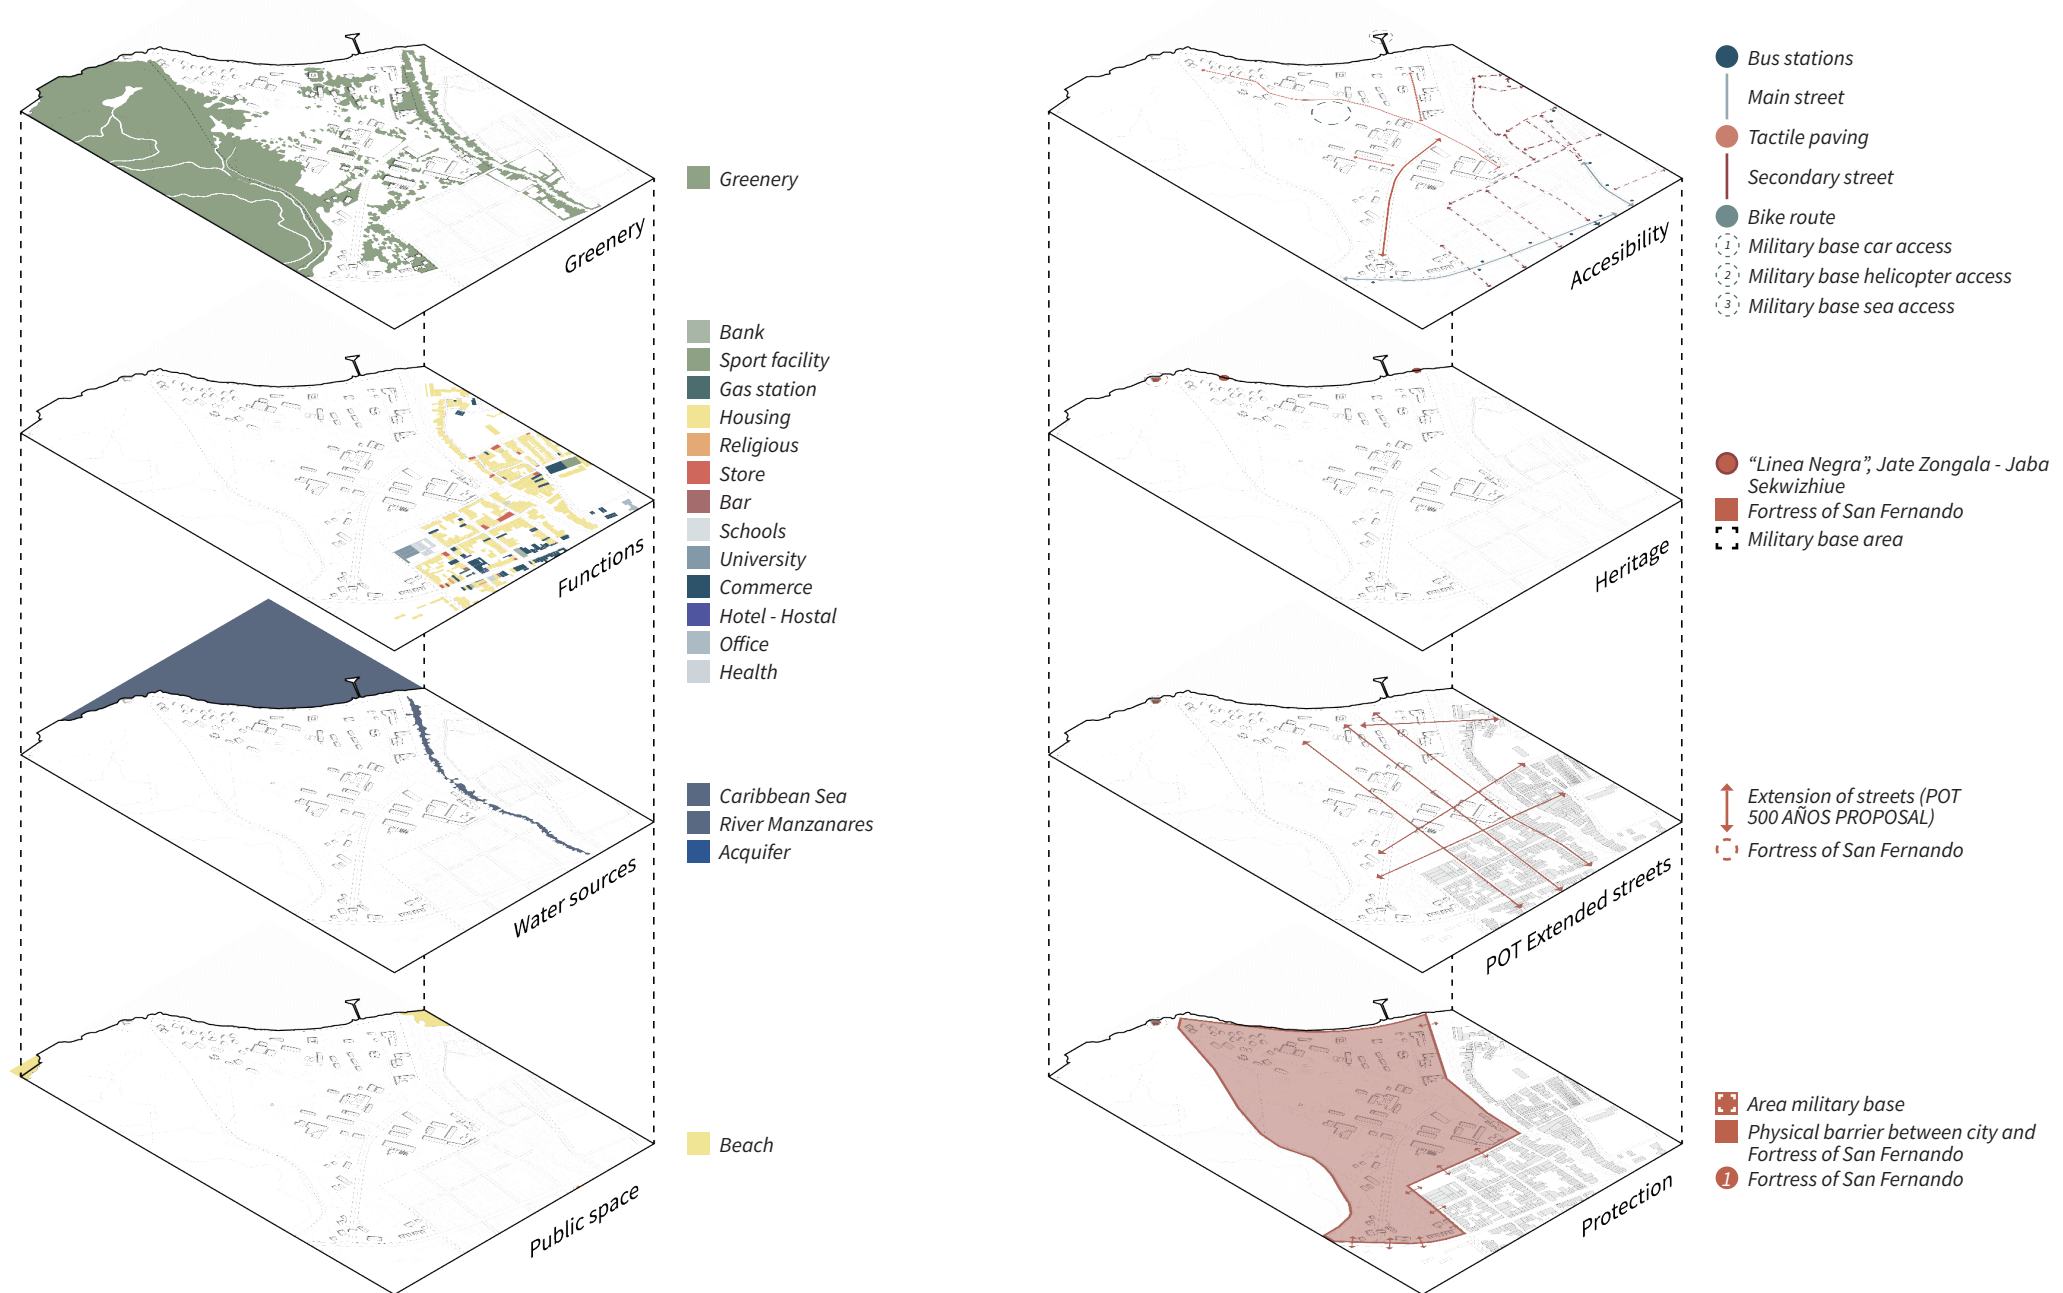 Greenery
Greenery
Bank
Sport facility
Gas station
Housing
Religious
Store
Bar
Schools
University
Commerce
Hotel - Hostal
Office
Health
Functions
Caribbean Sea
River Manzanares
Acquifer
Water sources
Beach
Public space
Bus stations
Main street
Tactile paving
Secondary street
Bike route
1 Military base car access
2 Military base helicopter access
3 Military base sea access
Accesibility
“Linea Negra”, Jate Zongala - Jaba
Sekwizhiue
Fortress of San Fernando
Military base area
Heritage
Extension of streets (POT
500 AÑOS PROPOSAL)
Fortress of San Fernando
POT Extended streets
Area military base
Physical barrier between city and
Fortress of San Fernando
1 Fortress of San Fernando
Protection